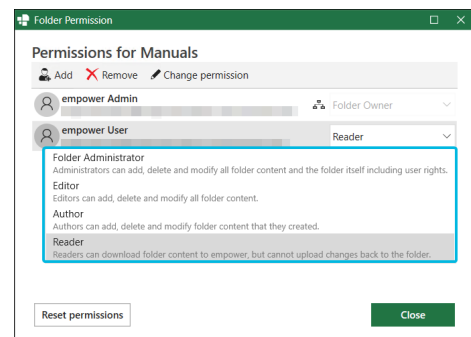 Folder Permission
Permissions for Manuals
Add Remove Change permission
empower Admin
Folder Owner
empower User
Reader
Folder Administrator
Administrators can add, delete and modify all folder content and the folder itself including user rights.
Editor
Editors can add, delete and modify all folder content.
Author
Authors can add, delete and modify folder content that they created.
Reader
Readers can download folder content to empower, but cannot upload changes back to the folder.
Reset permissions Close